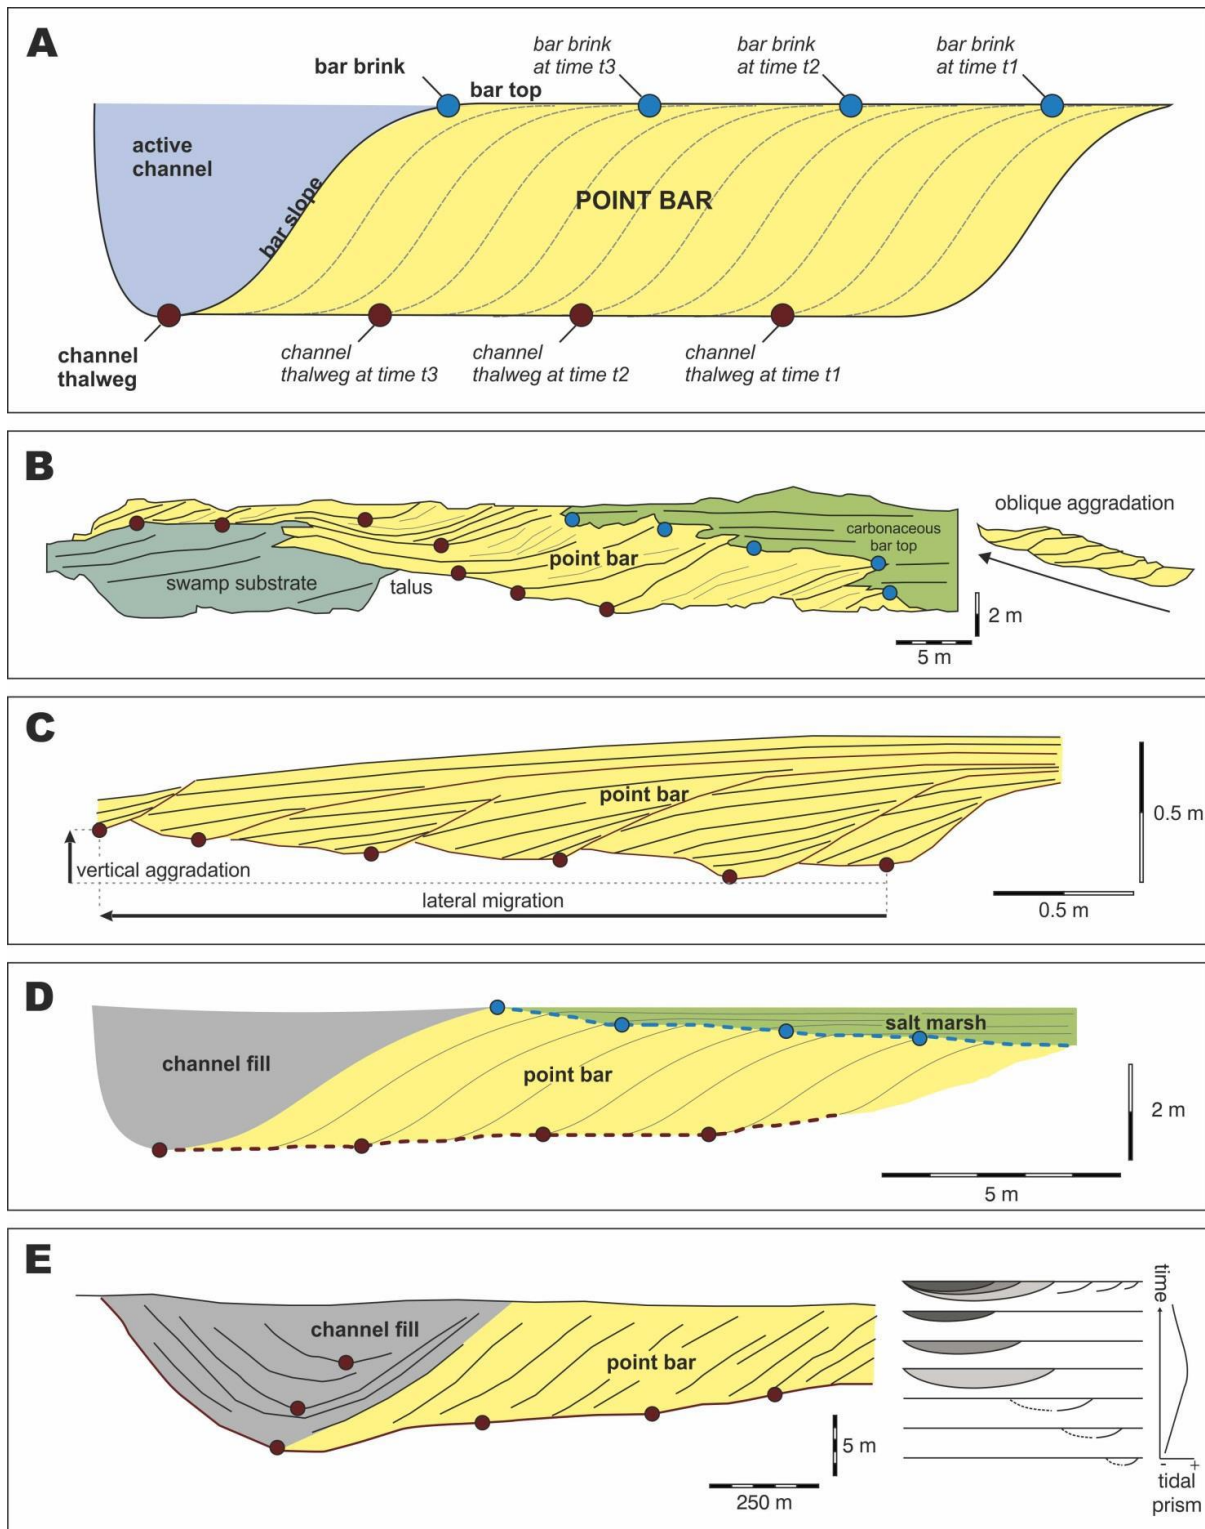 A
bar brink
bar top
bar brink
at time t3
bar brink
at time t2
bar brink
at time t1
active
channel
bar slope
POINT BAR
channel
thalweg
channel
thalweg at time t3
channel
thalweg at time t2
channel
thalweg at time t1
B
oblique aggradation
carbonaceous
bar top
point bar
swamp substrate
talus
2 m
5 m
C
point bar
0.5 m
vertical aggradation
lateral migration
0.5 m
D
salt marsh
channel fill
point bar
2 m
5 m
E
channel fill
point bar
5 m
250 m
time
- +
tidal
prism